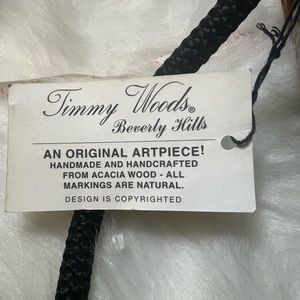 Timmy Woods®
Beverly Hills
AN ORIGINAL ARTPIECE!
HANDMADE AND HANDCRAFTED
FROM ACACIA WOOD - ALL
MARKINGS ARE NATURAL.
DESIGN IS COPYRIGHTED